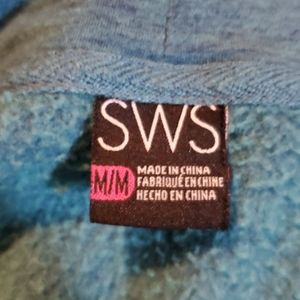 SWS
M/M
MADE IN CHINA
FABRIQUÉ EN CHINE
HECHO EN CHINA